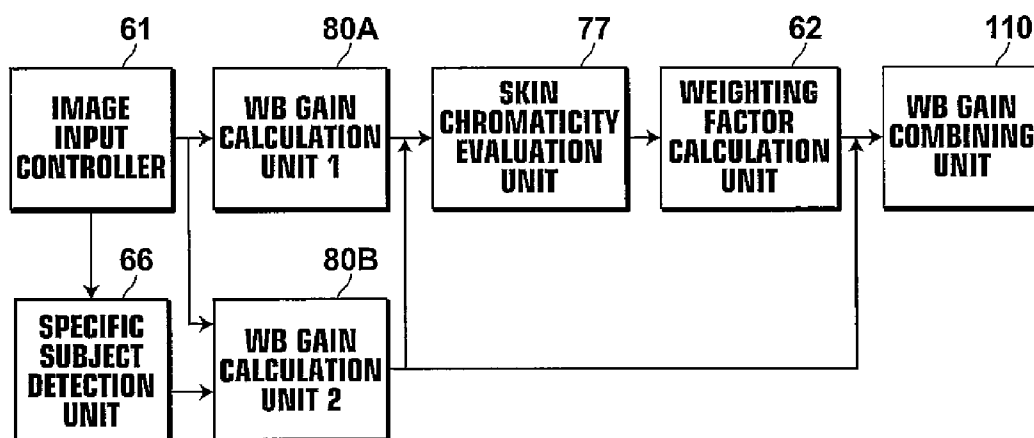 61
80A
77
62
110
IMAGE
INPUT
CONTROLLER
WB GAIN
CALCULATION
UNIT 1
SKIN
CHROMATICITY
EVALUATION
UNIT
WEIGHTING
FACTOR
CALCULATION
UNIT
WB GAIN
COMBINING
UNIT
66
80B
SPECIFIC
SUBJECT
DETECTION
UNIT
WB GAIN
CALCULATION
UNIT 2